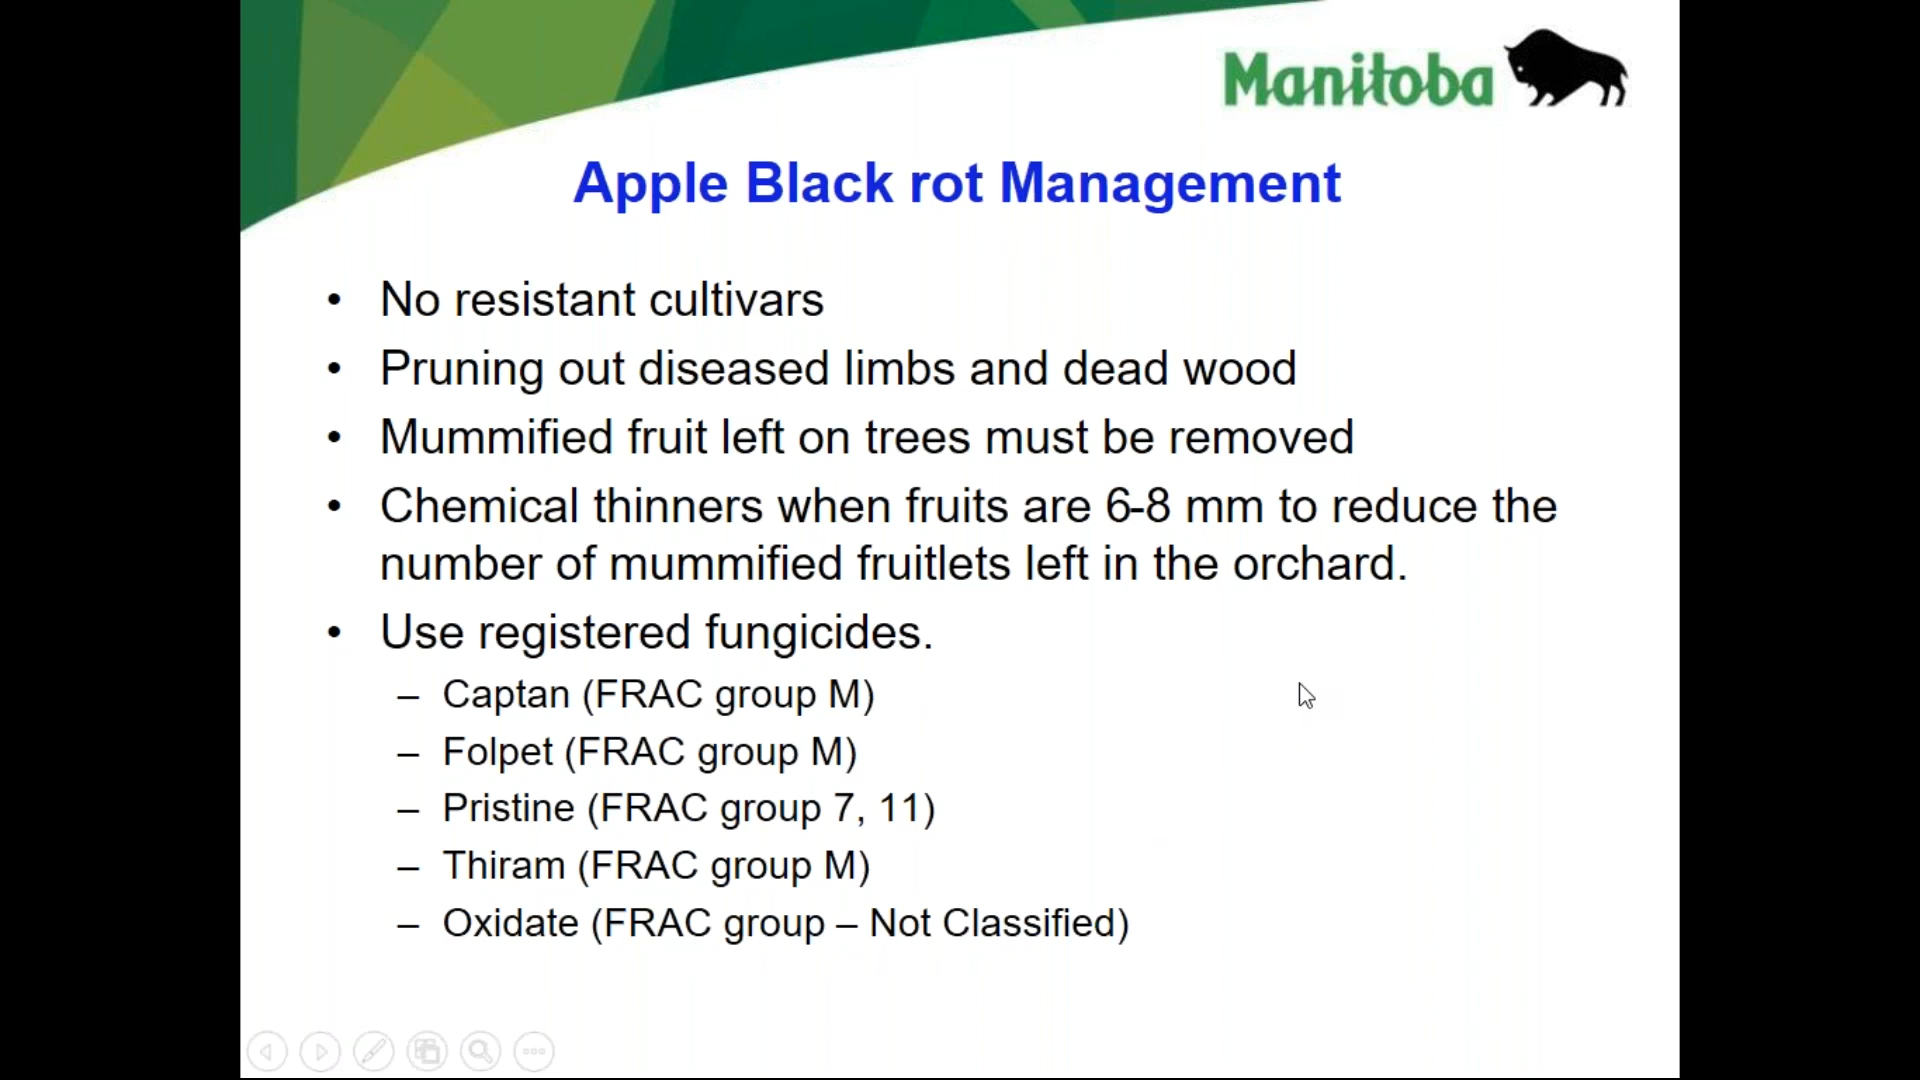 Manitoba
Apple Black rot Management
• No resistant cultivars
• Pruning out diseased limbs and dead wood
• Mummified fruit left on trees must be removed
• Chemical thinners when fruits are 6-8 mm to reduce the
number of mummified fruitlets left in the orchard.
• Use registered fungicides.
– Captan (FRAC group M)
– Folpet (FRAC group M)
– Pristine (FRAC group 7, 11)
– Thiram (FRAC group M)
– Oxidate (FRAC group – Not Classified)